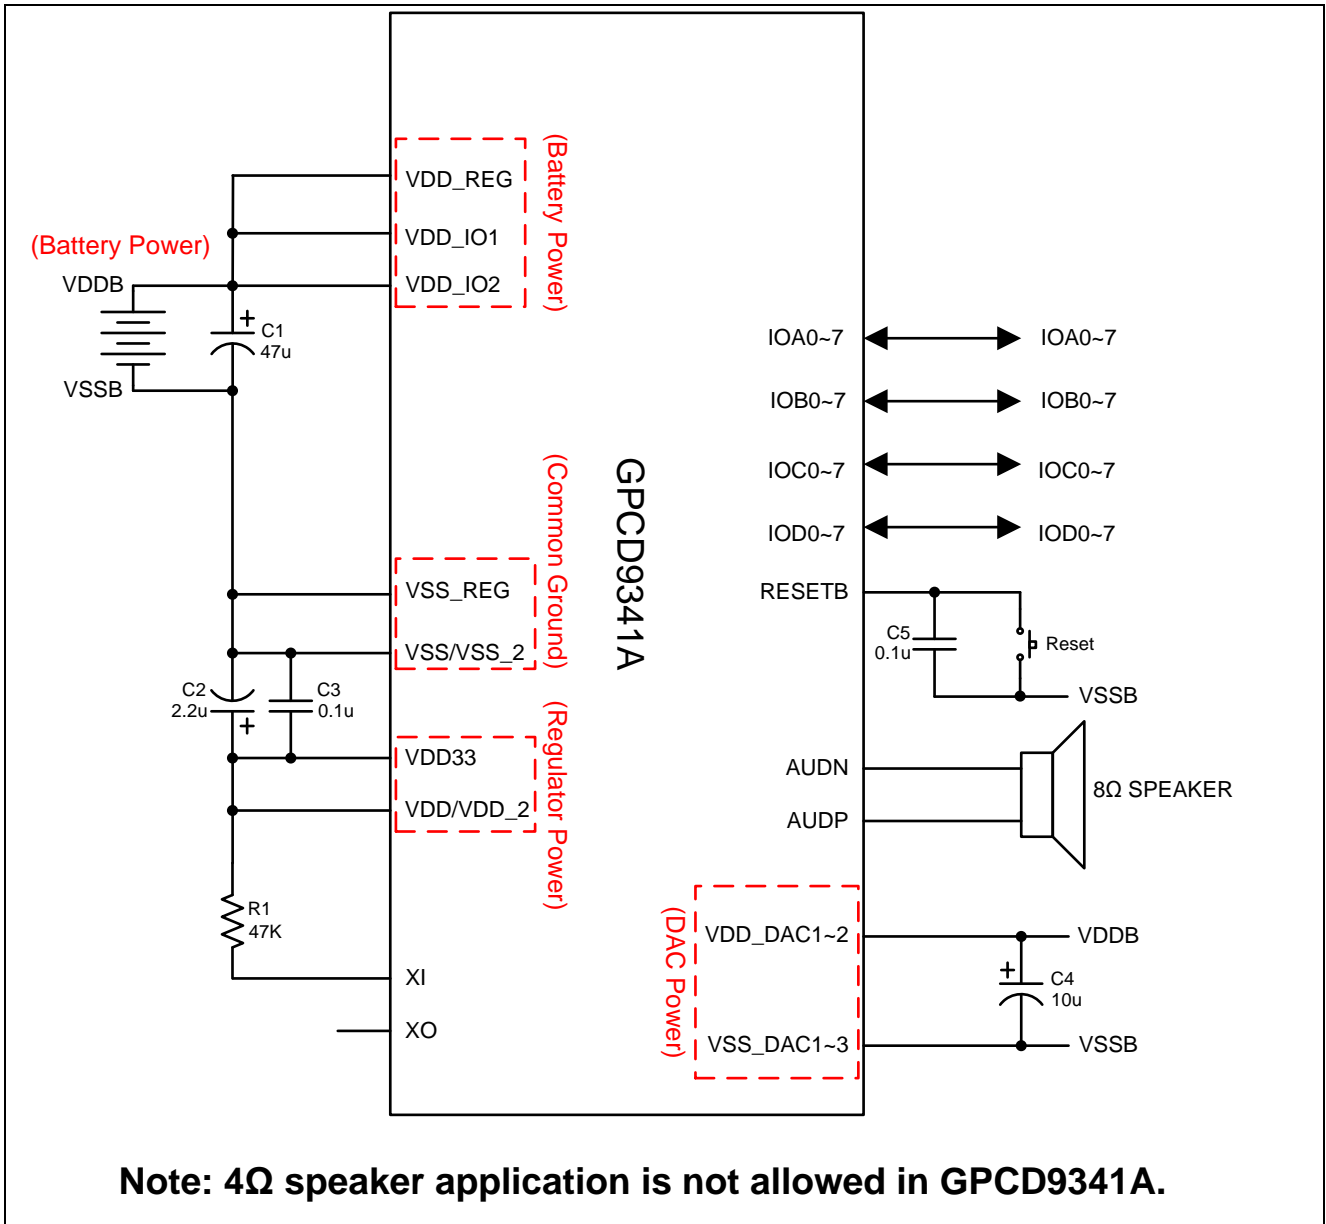 (Battery Power)
VDDB
VSSB
+
C1
47u
C2
2.2u
+
C3
0.1u
R1
47K
VDD_REG
VDD_IO1
VDD_IO2
(Battery Power)
VSS_REG
VSS/VSS_2
(Common Ground)
VDD33
VDD/VDD_2
(Regulator Power)
XI
XO
GPCD9341A
IOA0~7
IOA0~7
IOB0~7
IOB0~7
IOC0~7
IOC0~7
IOD0~7
IOD0~7
RESETB
C5
0.1u
Reset
VSSB
AUDN
AUDP
8Ω SPEAKER
(DAC Power)
VDD_DAC1~2
VDDB
+
C4
10u
VSS_DAC1~3
VSSB
Note: 4Ω speaker application is not allowed in GPCD9341A.